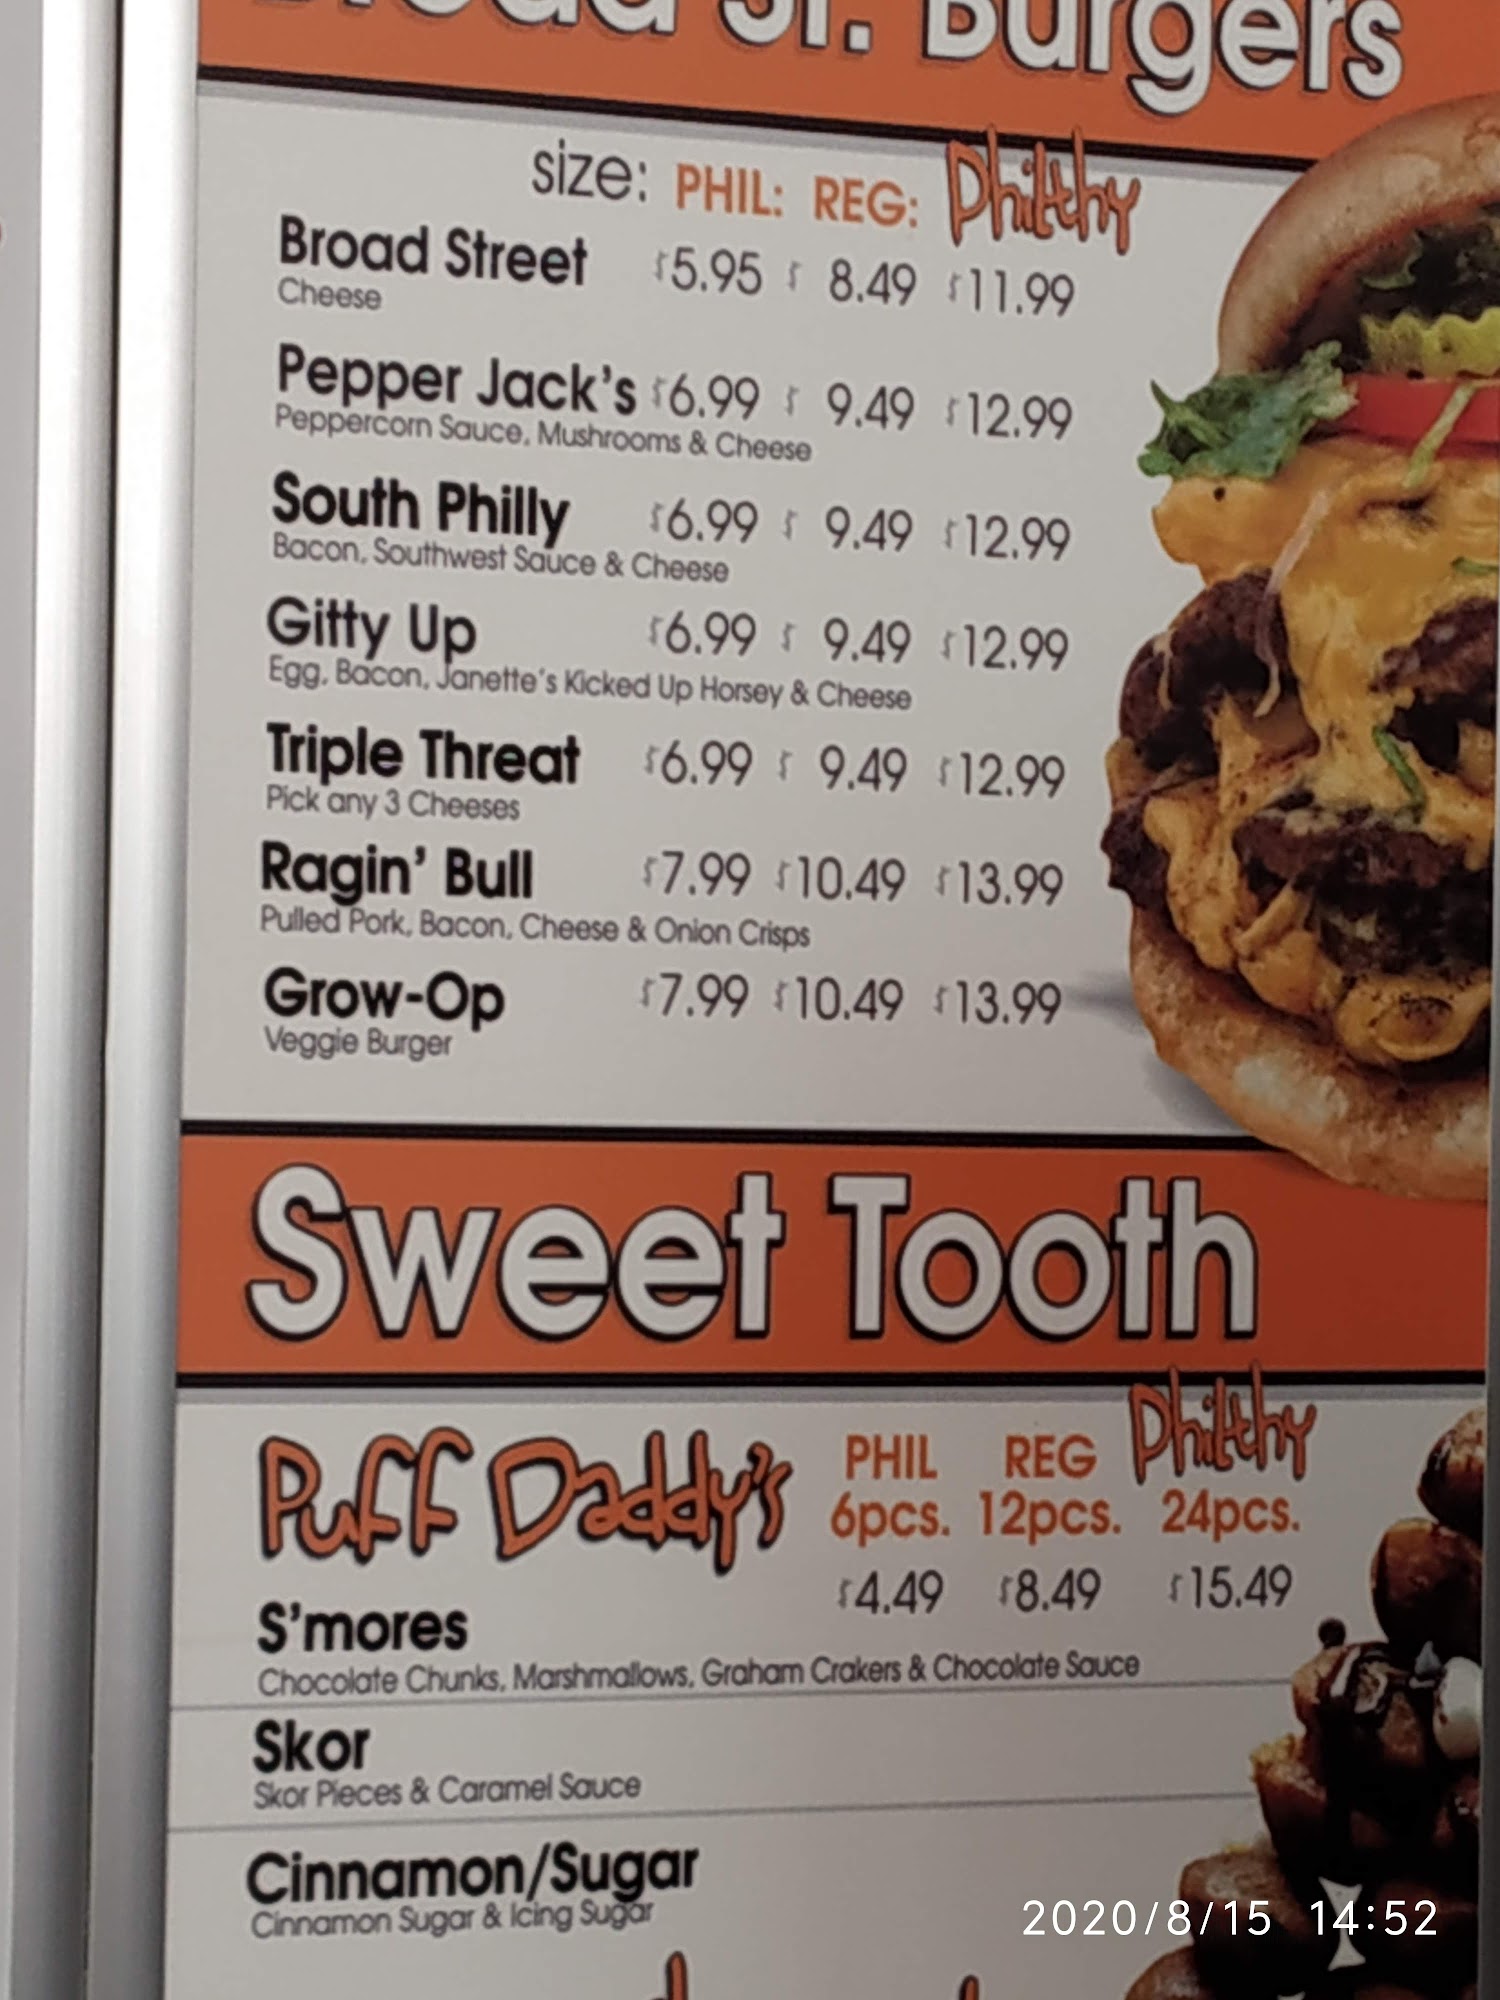 Broad St. Burgers
size: PHIL: REG: Philthy
Broad Street $5.95 $ 8.49 $11.99
Cheese
Pepper Jack's $6.99 $ 9.49 $12.99
Peppercorn Sauce, Mushrooms & Cheese
South Philly $6.99 $ 9.49 $12.99
Bacon, Southwest Sauce & Cheese
Gitty Up $6.99 $ 9.49 $12.99
Egg, Bacon, Janette's Kicked Up Horsey & Cheese
Triple Threat $6.99 $ 9.49 $12.99
Pick any 3 Cheeses
Ragin' Bull $7.99 $10.49 $13.99
Pulled Pork, Bacon, Cheese & Onion Crisps
Grow-Op $7.99 $10.49 $13.99
Veggie Burger
Sweet Tooth
Puff Daddy's PHIL REG Philthy
6pcs. 12pcs. 24pcs.
$4.49 $8.49 $15.49
S'mores
Chocolate Chunks, Marshmallows, Graham Crakers & Chocolate Sauce
Skor
Skor Pieces & Caramel Sauce
Cinnamon/Sugar
Cinnamon Sugar & Icing Sugar
2020/8/15 14:52